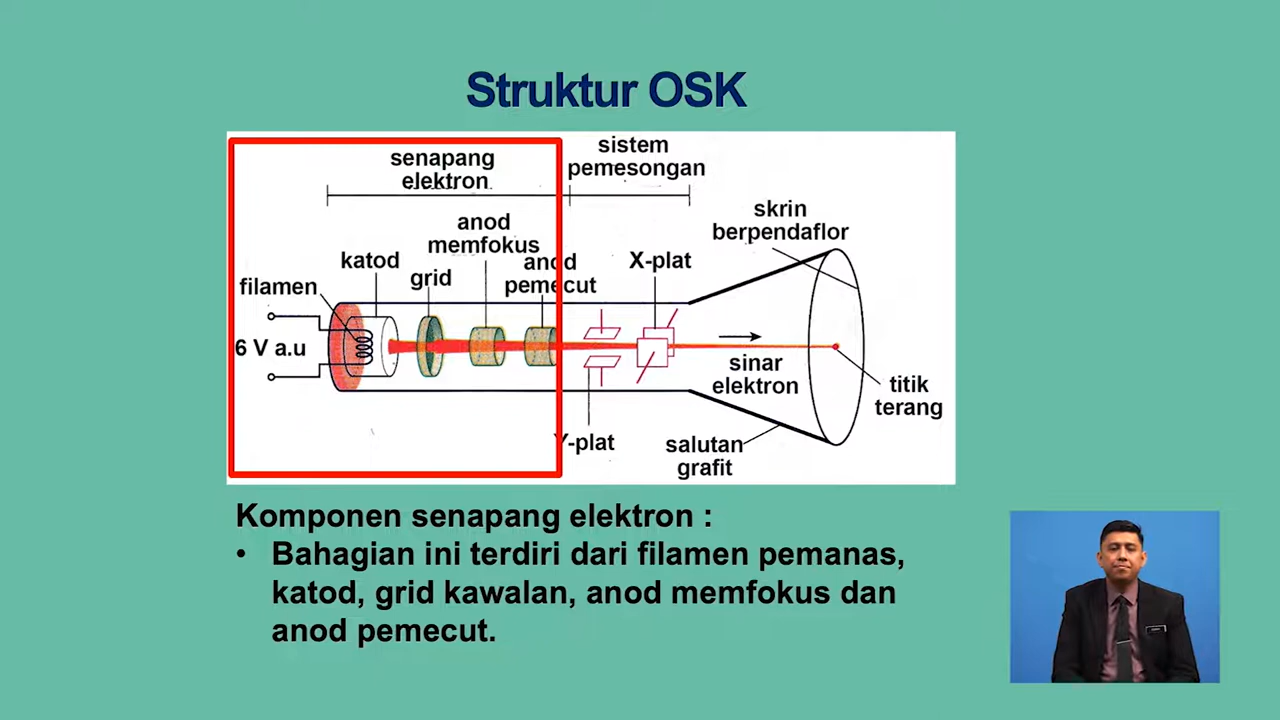 Struktur OSK
senapang
elektron
sistem
pemesongan
skrin
berpendaflor
anod
memfokus
katod
grid
anod
pemecut
X-plat
filamen
6 V a.u
sinar
elektron
titik
terang
Y-plat
salutan
grafit
Komponen senapang elektron :
• Bahagian ini terdiri dari filamen pemanas,
katod, grid kawalan, anod memfokus dan
anod pemecut.